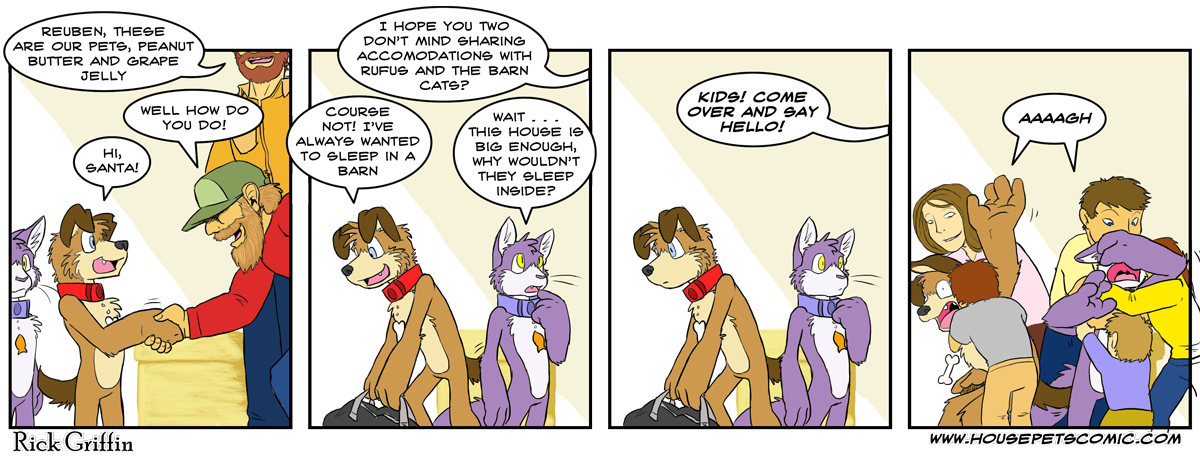 REUBEN, THESE
ARE OUR PETS, PEANUT
BUTTER AND GRAPE
JELLY
WELL HOW DO
YOU DO!
HI,
SANTA!
I HOPE YOU TWO
DON'T MIND SHARING
ACCOMODATIONS WITH
RUFUS AND THE BARN
CATS?
COURSE
NOT! I'VE
ALWAYS WANTED
TO SLEEP IN A
BARN
WAIT . . .
THIS HOUSE IS
BIG ENOUGH,
WHY WOULDN'T
THEY SLEEP
INSIDE?
KIDS! COME
OVER AND SAY
HELLO!
AAAAGH
RICK GRIFFIN
WWW.HOUSEPETSCOMIC.COM